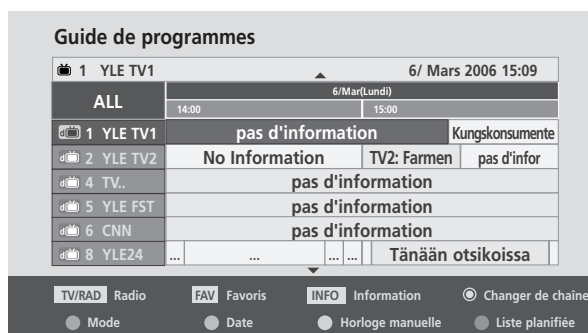 Guide de programmes
1 YLE TV1 6/ Mars 2006 15:09
ALL 6/Mar(Lundi)
14:00 15:00
1 YLE TV1 pas d'information Kungskonsumente
2 YLE TV2 No Information TV2: Farmen pas d'infor
4 TV.. pas d'information
5 YLE FST pas d'information
6 CNN pas d'information
8 YLE24 ... ... ... ... Tänään otsikoissa
TV/RAD Radio FAV Favoris INFO Information Changer de chaîne
Mode Date Horloge manuelle Liste planifiée